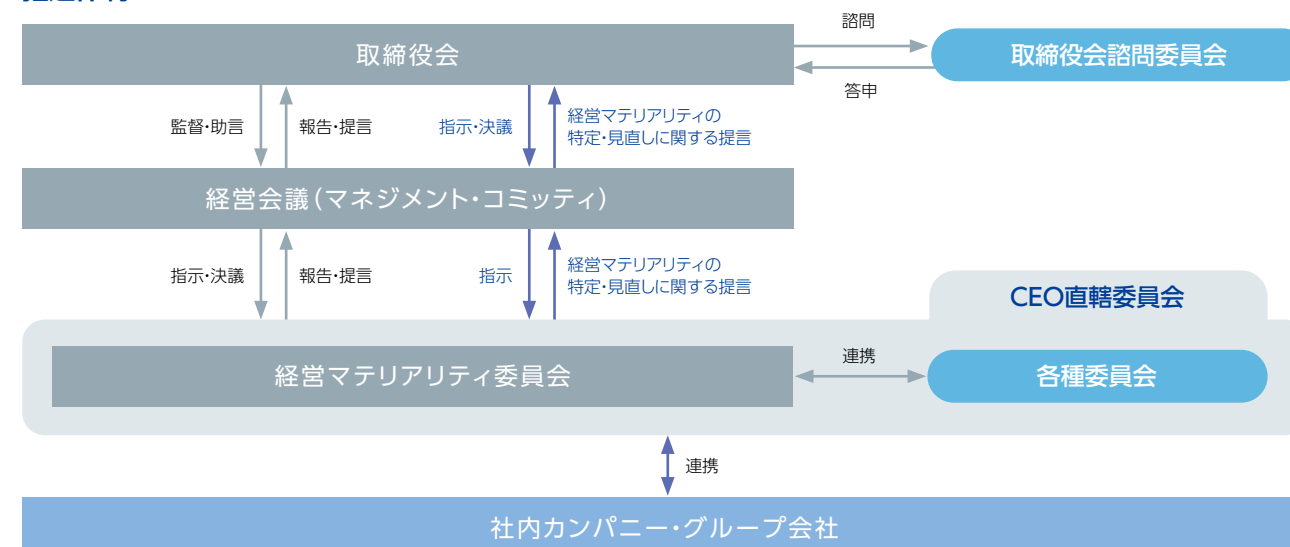 諮問
取締役会
取締役会諮問委員会
答申
監督・助言
報告・提言
指示・決議
経営マテリアリティの
特定・見直しに関する提言
経営会議（マネジメント・コミッティ）
指示・決議
報告・提言
指示
経営マテリアリティの
特定・見直しに関する提言
CEO直轄委員会
経営マテリアリティ委員会
連携
各種委員会
連携
社内カンパニー・グループ会社